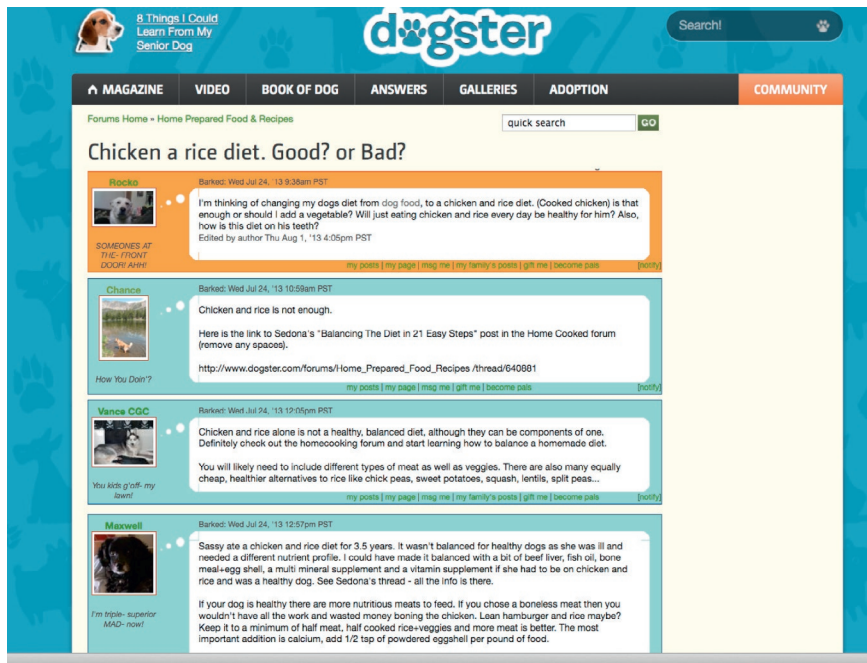 8 Things I Could
Learn From My
Senior Dog
dogster
Search!
MAGAZINE VIDEO BOOK OF DOG ANSWERS GALLERIES ADOPTION COMMUNITY
Forums Home » Home Prepared Food & Recipes
quick search GO
Chicken a rice diet. Good? or Bad?
Rocko
Barked: Wed Jul 24, '13 9:38am PST
I'm thinking of changing my dogs diet from dog food, to a chicken and rice diet. (Cooked chicken) is that
enough or should I add a vegetable? Will just eating chicken and rice every day be healthy for him? Also,
how is this diet on his teeth?
Edited by author Thu Aug 1, '13 4:05pm PST
SOMEONES AT
THE- FRONT
DOOR! AHH!
my posts | my page | msg me | my family's posts | gift me | become pals [notify]
Chance
Barked: Wed Jul 24, '13 10:59am PST
Chicken and rice is not enough.
Here is the link to Sedona's "Balancing The Diet in 21 Easy Steps" post in the Home Cooked forum
(remove any spaces).
http://www.dogster.com/forums/Home_Prepared_Food_Recipes /thread/640881
How You Doin'?
my posts | my page | msg me | gift me | become pals [notify]
Vance CGC
Barked: Wed Jul 24, '13 12:05pm PST
Chicken and rice alone is not a healthy, balanced diet, although they can be components of one.
Definitely check out the homecooking forum and start learning how to balance a homemade diet.
You will likely need to include different types of meat as well as veggies. There are also many equally
cheap, healthier alternatives to rice like chick peas, sweet potatoes, squash, lentils, split peas...
You kids g'off- my
lawn!
my posts | my page | msg me | my family's posts | gift me | become pals [notify]
Maxwell
Barked: Wed Jul 24, '13 12:57pm PST
Sassy ate a chicken and rice diet for 3.5 years. It wasn't balanced for healthy dogs as she was ill and
needed a different nutrient profile. I could have made it balanced with a bit of beef liver, fish oil, bone
meal+egg shell, a multi mineral supplement and a vitamin supplement if she had to be on chicken and
rice and was a healthy dog. See Sedona's thread - all the info is there.
I'm triple- superior
MAD- now!
If your dog is healthy there are more nutritious meats to feed. If you chose a boneless meat then you
wouldn't have all the work and wasted money boning the chicken. Lean hamburger and rice maybe?
Keep it to a minimum of half meat, half cooked rice+veggies and more meat is better. The most
important addition is calcium, add 1/2 tsp of powdered eggshell per pound of food.